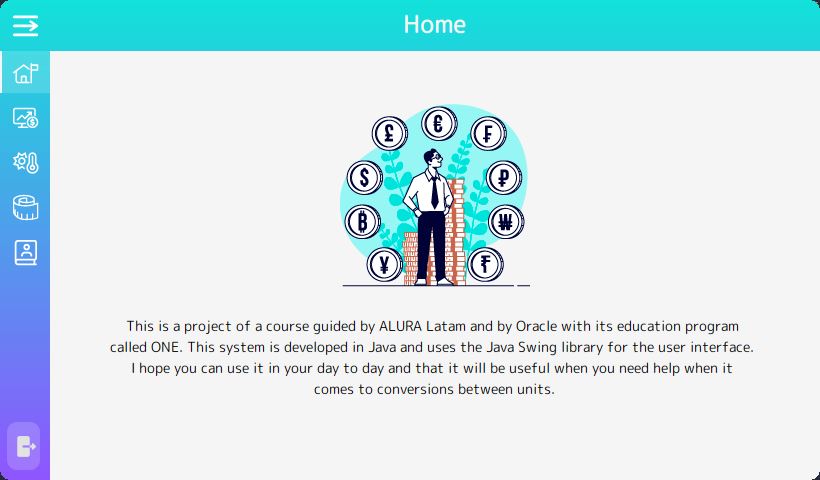 Home
£
€
₣
$
₽
₿
₩
¥
₮
This is a project of a course guided by ALURA Latam and by Oracle with its education program
called ONE. This system is developed in Java and uses the Java Swing library for the user interface.
I hope you can use it in your day to day and that it will be useful when you need help when it
comes to conversions between units.